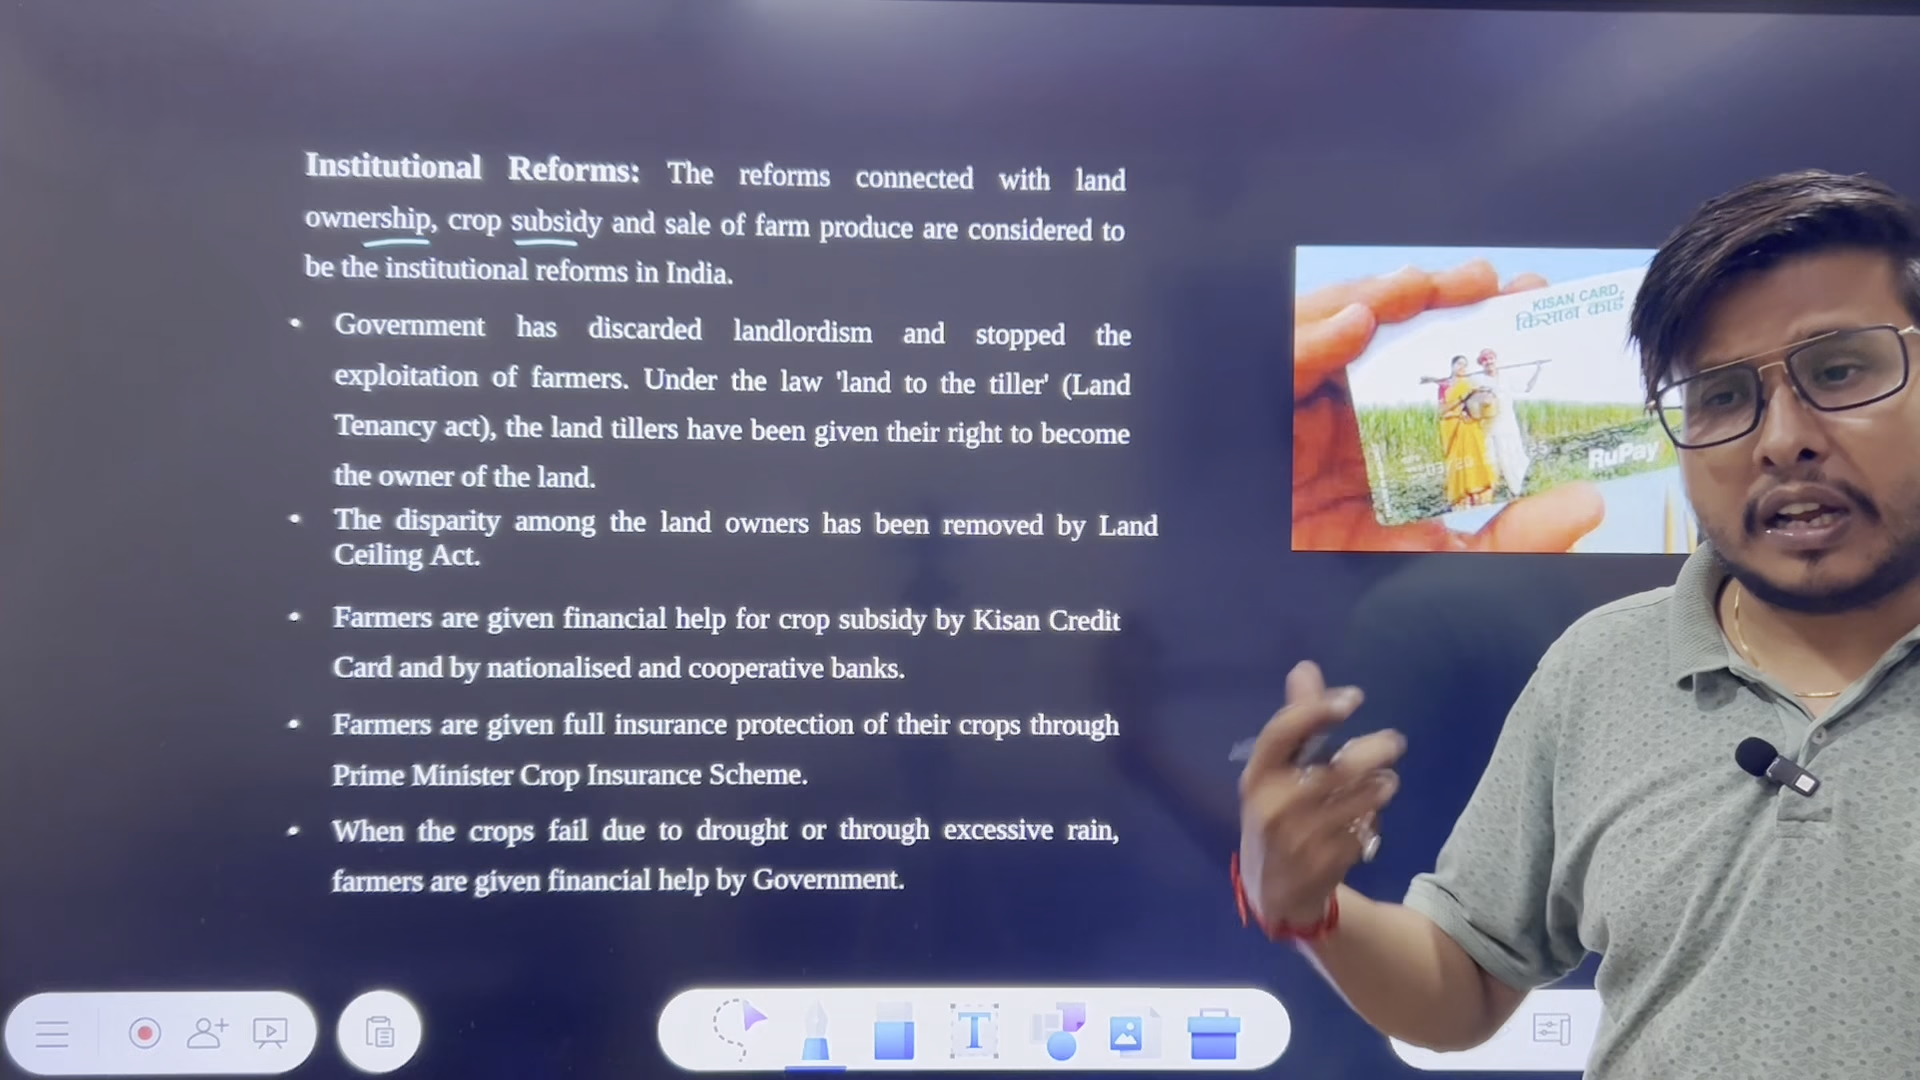 Institutional Reforms: The reforms connected with land
ownership, crop subsidy and sale of farm produce are considered to
be the institutional reforms in India.
• Government has discarded landlordism and stopped the
exploitation of farmers. Under the law 'land to the tiller' (Land
Tenancy act), the land tillers have been given their right to become
the owner of the land.
• The disparity among the land owners has been removed by Land
Ceiling Act.
• Farmers are given financial help for crop subsidy by Kisan Credit
Card and by nationalised and cooperative banks.
• Farmers are given full insurance protection of their crops through
Prime Minister Crop Insurance Scheme.
• When the crops fail due to drought or through excessive rain,
farmers are given financial help by Government.
KISAN CARD
किसान कार्ड
RuPay
T